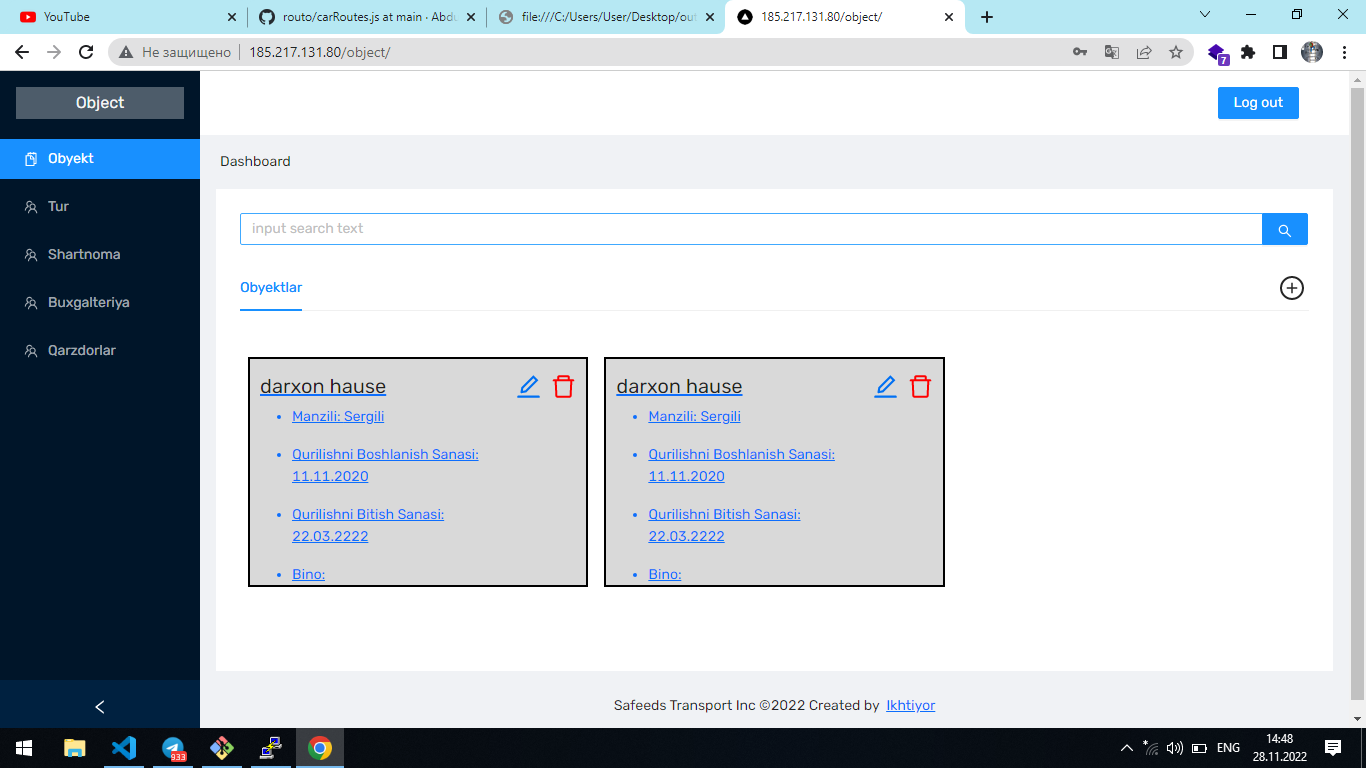 YouTube
routo/carRoutes.js at main · Abdu
file:///C:/Users/User/Desktop/out
185.217.131.80/object/
Не защищено 185.217.131.80/object/
7
Object
Log out
Obyekt
Dashboard
Tur
input search text
Shartnoma
Obyektlar
Buxgalteriya
Qarzdorlar
darxon hause
Manzili: Sergili
Qurilishni Boshlanish Sanasi:
11.11.2020
Qurilishni Bitish Sanasi:
22.03.2222
Bino:
darxon hause
Manzili: Sergili
Qurilishni Boshlanish Sanasi:
11.11.2020
Qurilishni Bitish Sanasi:
22.03.2222
Bino:
Safeeds Transport Inc ©2022 Created by Ikhtiyor
933
ENG
14:48
28.11.2022